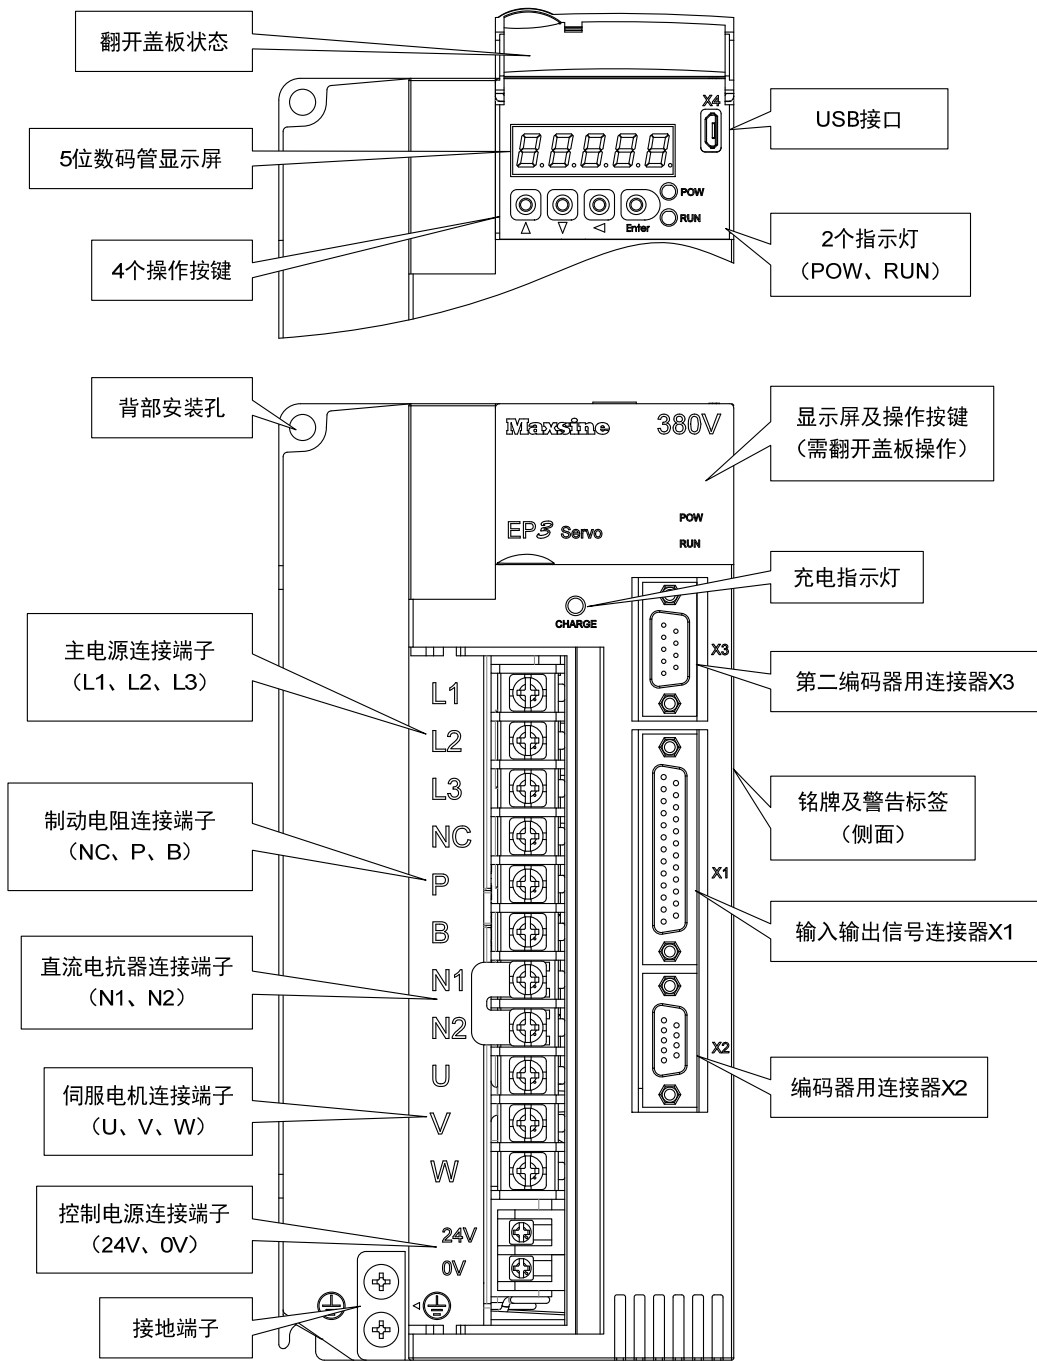 翻开盖板状态
X4
USB接口
5位数码管显示屏
8.8.8.8.8.
POW
RUN
Enter
4个操作按键
2个指示灯
（POW、RUN）
背部安装孔
Maxsine
380V
显示屏及操作按键
（需翻开盖板操作）
EP3 Servo
POW
RUN
充电指示灯
CHARGE
主电源连接端子
（L1、L2、L3）
X3
第二编码器用连接器X3
L1
L2
L3
铭牌及警告标签
（侧面）
制动电阻连接端子
（NC、P、B）
NC
P
B
X1
输入输出信号连接器X1
直流电抗器连接端子
（N1、N2）
N1
N2
X2
编码器用连接器X2
伺服电机连接端子
（U、V、W）
U
V
W
控制电源连接端子
（24V、0V）
24V
0V
接地端子